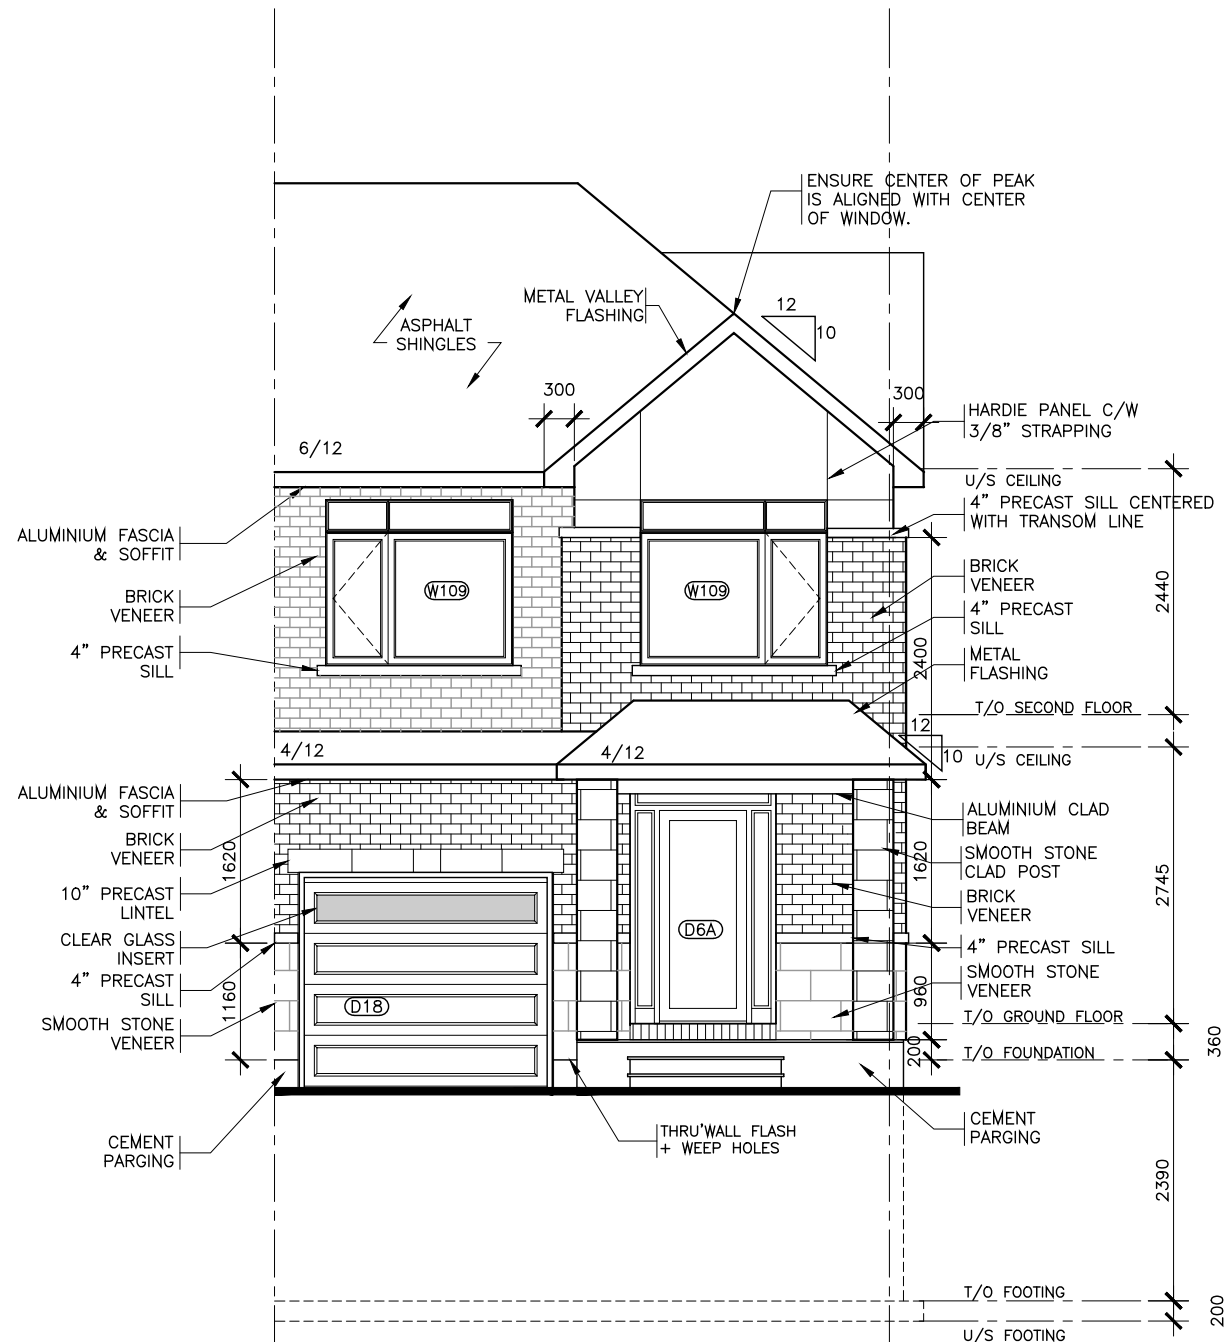 ENSURE CENTER OF PEAK
IS ALIGNED WITH CENTER
OF WINDOW.
METAL VALLEY
FLASHING
12
10
ASPHALT
SHINGLES
300
300
HARDIE PANEL C/W
3/8" STRAPPING
6/12
U/S CEILING
4" PRECAST SILL CENTERED
WITH TRANSOM LINE
ALUMINIUM FASCIA
& SOFFIT
BRICK
VENEER
4" PRECAST
SILL
W109
W109
BRICK
VENEER
4" PRECAST
SILL
METAL
FLASHING
2400
2440
T/O SECOND FLOOR
12
10
U/S CEILING
4/12
4/12
ALUMINIUM FASCIA
& SOFFIT
BRICK
VENEER
10" PRECAST
LINTEL
CLEAR GLASS
INSERT
4" PRECAST
SILL
SMOOTH STONE
VENEER
1620
1160
D18
D6A
ALUMINIUM CLAD
BEAM
SMOOTH STONE
CLAD POST
BRICK
VENEER
4" PRECAST SILL
SMOOTH STONE
VENEER
1620
960
200
2745
T/O GROUND FLOOR
360
T/O FOUNDATION
CEMENT
PARGING
THRU'WALL FLASH
+ WEEP HOLES
CEMENT
PARGING
2390
T/O FOOTING
200
U/S FOOTING